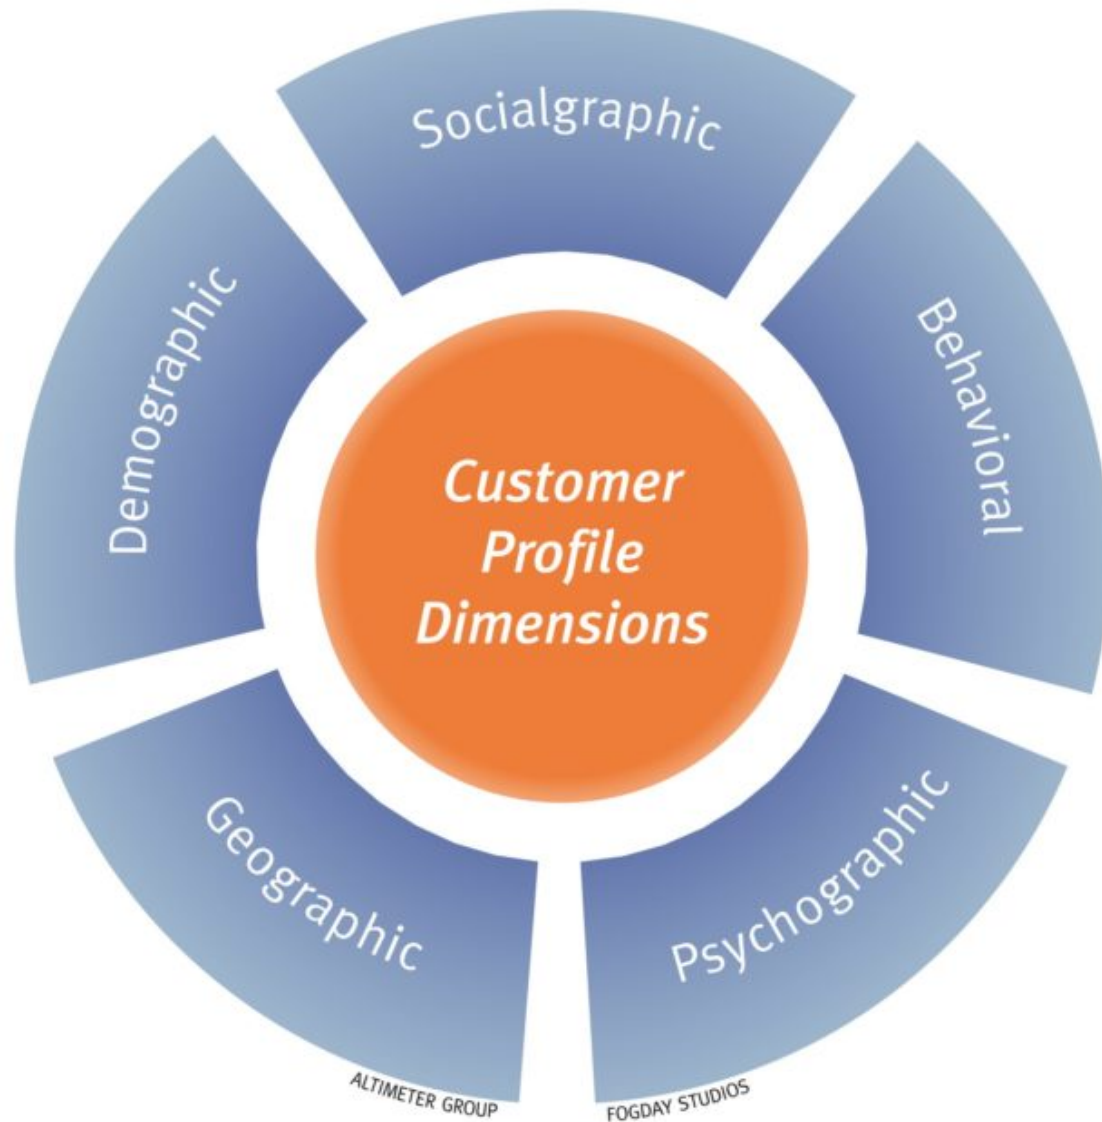 Socialgraphic
Behavioral
Psychographic
Geographic
Demographic
Customer
Profile
Dimensions
ALTIMETER GROUP
FOGDAY STUDIOS